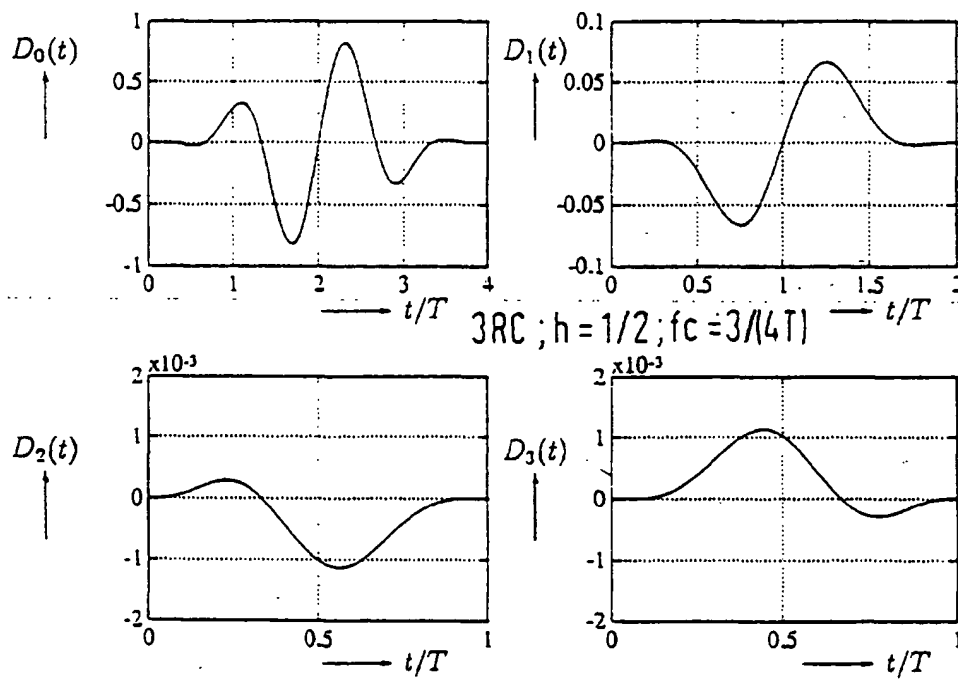 D₀(t)
1
0.5
0
-0.5
-1
0 1 2 3 4
t/T
D₁(t)
0.1
0.05
0
-0.05
-0.1
0 0.5 1 1.5 2
t/T
3RC ; h = 1/2 ; fc = 3/(4T)
D₂(t)
x10⁻³
2
1
0
-1
-2
0 0.5 1
t/T
D₃(t)
x10⁻³
2
1
0
-1
-2
0 0.5 1
t/T